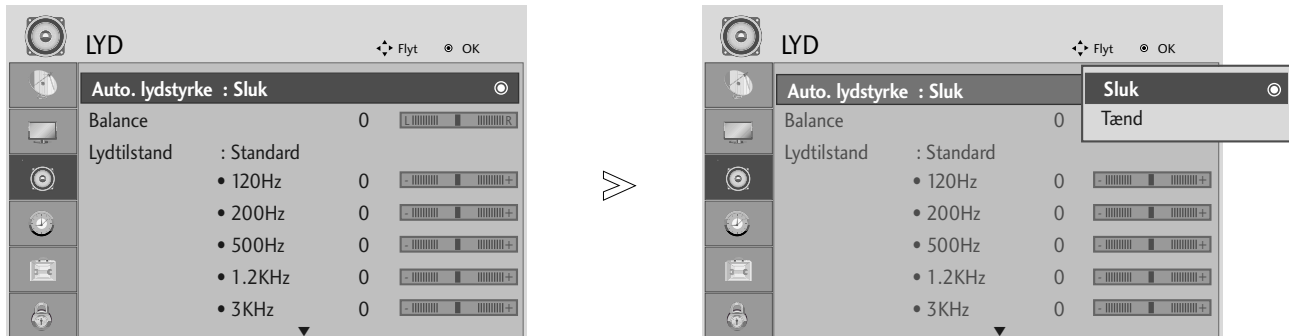 LYD
Flyt OK
Auto. lydstyrke : Sluk
Balance 0 L R
Lydtilstand : Standard
• 120Hz 0 - +
• 200Hz 0 - +
• 500Hz 0 - +
• 1.2KHz 0 - +
• 3KHz 0 - +
LYD
Flyt OK
Auto. lydstyrke : Sluk
Balance 0
Lydtilstand : Standard
• 120Hz 0 - +
• 200Hz 0 - +
• 500Hz 0 - +
• 1.2KHz 0 - +
• 3KHz 0 - +
Sluk
Tænd